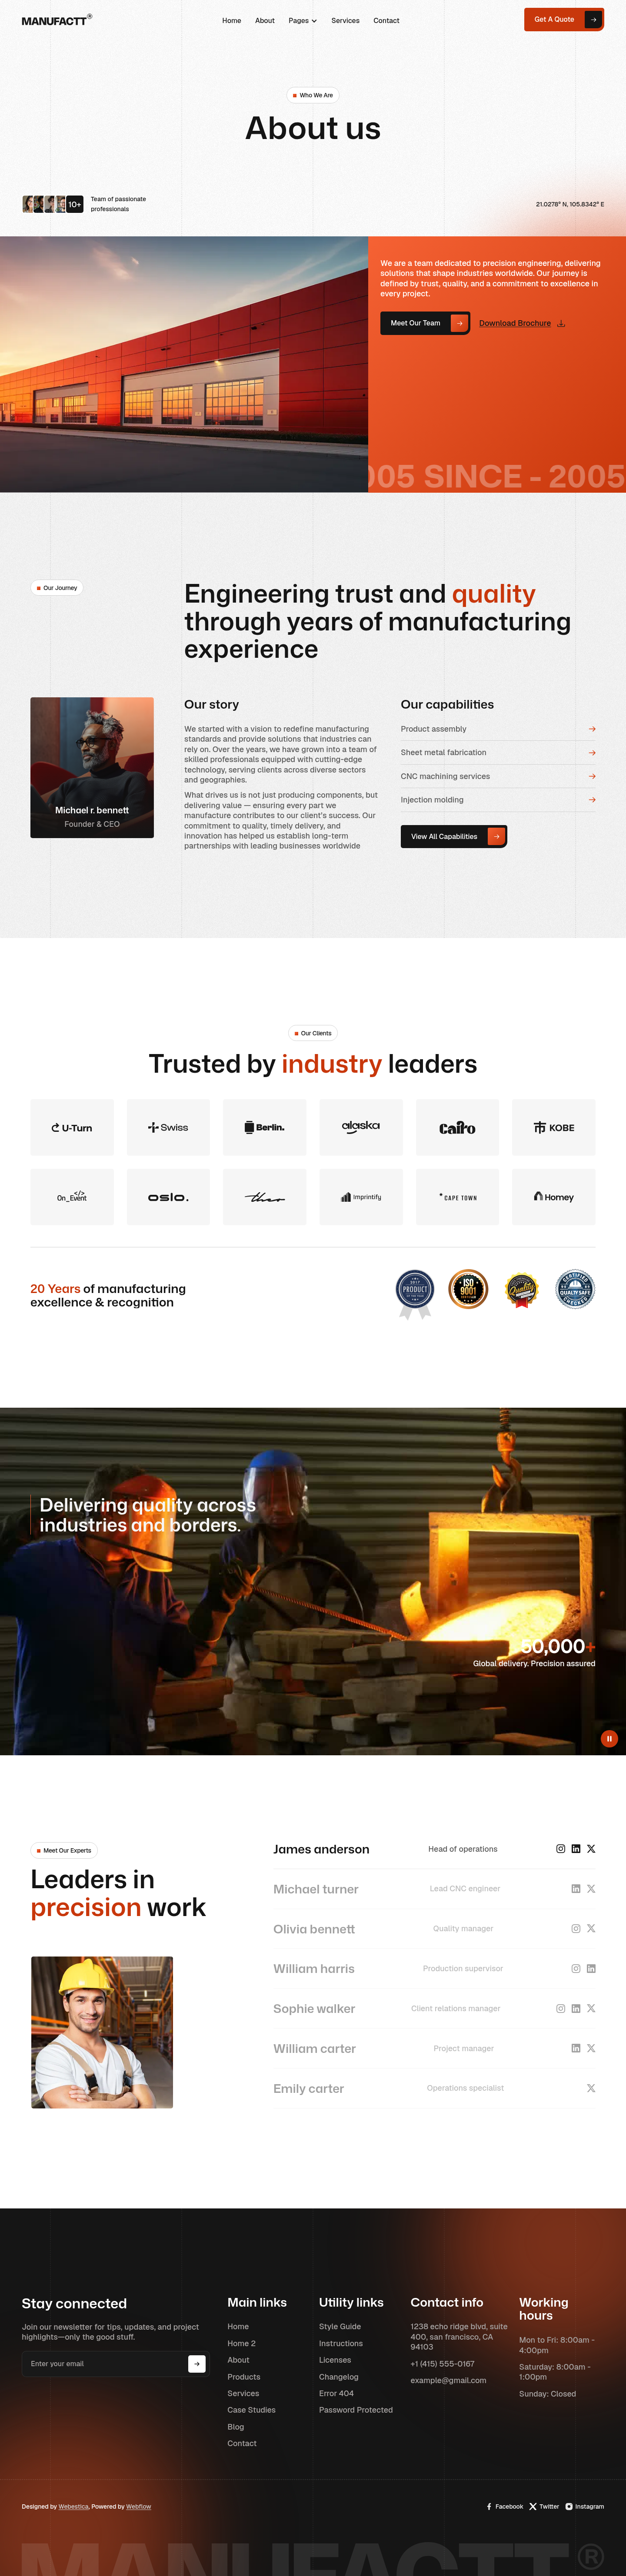 MANUFACTT®
Home
About
Pages
Services
Contact
Get A Quote
Who We Are
About us
10+
Team of passionate
professionals
21.0278° N, 105.8342° E
We are a team dedicated to precision engineering, delivering
solutions that shape industries worldwide. Our journey is
defined by trust, quality, and a commitment to excellence in
every project.
Meet Our Team
Download Brochure
005 SINCE - 2005
Our Journey
Engineering trust and quality
through years of manufacturing
experience
Michael r. bennett
Founder & CEO
Our story
We started with a vision to redefine manufacturing
standards and provide solutions that industries can
rely on. Over the years, we have grown into a team of
skilled professionals equipped with cutting-edge
technology, serving clients across diverse sectors
and geographies.
What drives us is not just producing components, but
delivering value — ensuring every part we
manufacture contributes to our client's success. Our
commitment to quality, timely delivery, and
innovation has helped us establish long-term
partnerships with leading businesses worldwide
Our capabilities
Product assembly
Sheet metal fabrication
CNC machining services
Injection molding
View All Capabilities
Our Clients
Trusted by industry leaders
U-Turn
Swiss
Berlin.
alaska
Cairo
KOBE
On_Event
oslo.
theo
Imprintify
CAPE TOWN
Homey
20 Years of manufacturing
excellence & recognition
2017
PRODUCT
OF THE YEAR
ISO
9001
CERTIFIED
Quality
CERTIFIED
QUALTY SAFE
CHECKED
Delivering quality across
industries and borders.
50,000+
Global delivery. Precision assured
Meet Our Experts
Leaders in
precision work
James anderson
Head of operations
Michael turner
Lead CNC engineer
Olivia bennett
Quality manager
William harris
Production supervisor
Sophie walker
Client relations manager
William carter
Project manager
Emily carter
Operations specialist
Stay connected
Join our newsletter for tips, updates, and project
highlights—only the good stuff.
Enter your email
Main links
Home
Home 2
About
Products
Services
Case Studies
Blog
Contact
Utility links
Style Guide
Instructions
Licenses
Changelog
Error 404
Password Protected
Contact info
1238 echo ridge blvd, suite
400, san francisco, CA
94103
+1 (415) 555-0167
example@gmail.com
Working
hours
Mon to Fri: 8:00am -
4:00pm
Saturday: 8:00am -
1:00pm
Sunday: Closed
Designed by Webestica, Powered by Webflow
Facebook
Twitter
Instagram
MANUFACTT®